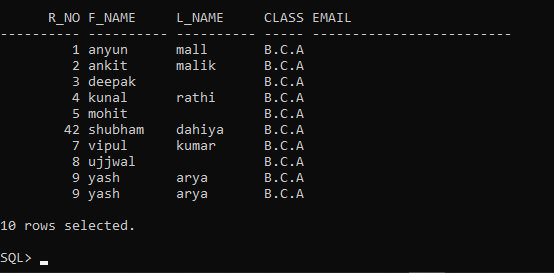 R_NO F_NAME L_NAME CLASS EMAIL
---------- ---------- ---------- ----- -------------------------
1 anyun mall B.C.A
2 ankit malik B.C.A
3 deepak B.C.A
4 kunal rathi B.C.A
5 mohit B.C.A
42 shubham dahiya B.C.A
7 vipul kumar B.C.A
8 ujjwal B.C.A
9 yash arya B.C.A
9 yash arya B.C.A
10 rows selected.
SQL>